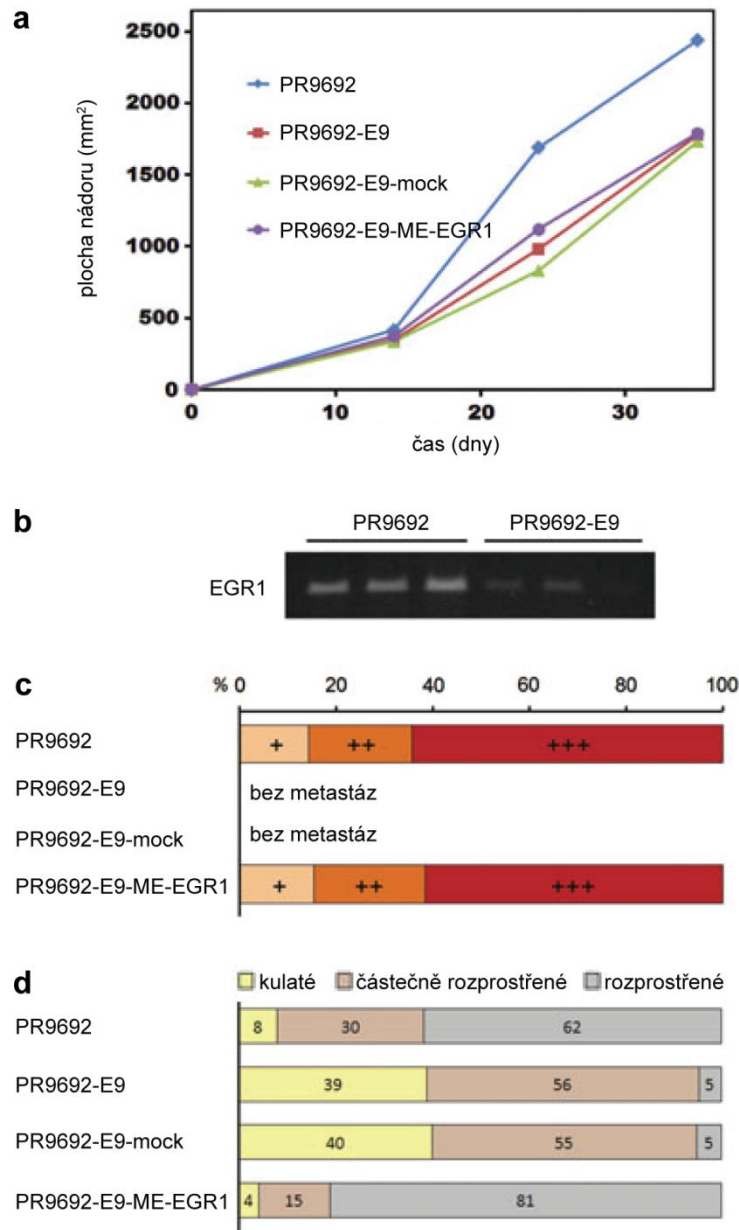 a
plocha nádoru (mm²)
2500
2000
1500
1000
500
0
PR9692
PR9692-E9
PR9692-E9-mock
PR9692-E9-ME-EGR1
0 10 20 30
čas (dny)
b
PR9692 PR9692-E9
EGR1
c
% 0 20 40 60 80 100
PR9692 + ++ +++
PR9692-E9 bez metastáz
PR9692-E9-mock bez metastáz
PR9692-E9-ME-EGR1 + ++ +++
d
kulaté částečně rozprostřené rozprostřené
PR9692 8 30 62
PR9692-E9 39 56 5
PR9692-E9-mock 40 55 5
PR9692-E9-ME-EGR1 4 15 81